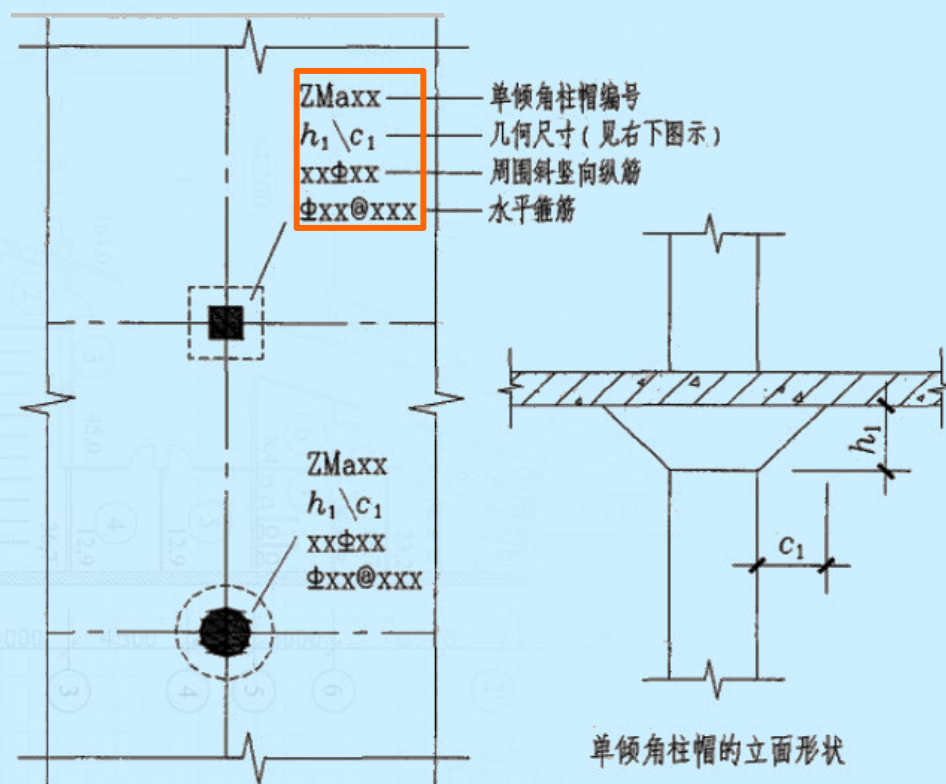 ZMaxx 单倾角柱帽编号
h₁\c₁ 几何尺寸(见右下图示)
xxΦxx 周围斜竖向纵筋
Φxx@xxx 水平箍筋
ZMaxx
h₁\c₁
xxΦxx
Φxx@xxx
h₁
c₁
单倾角柱帽的立面形状